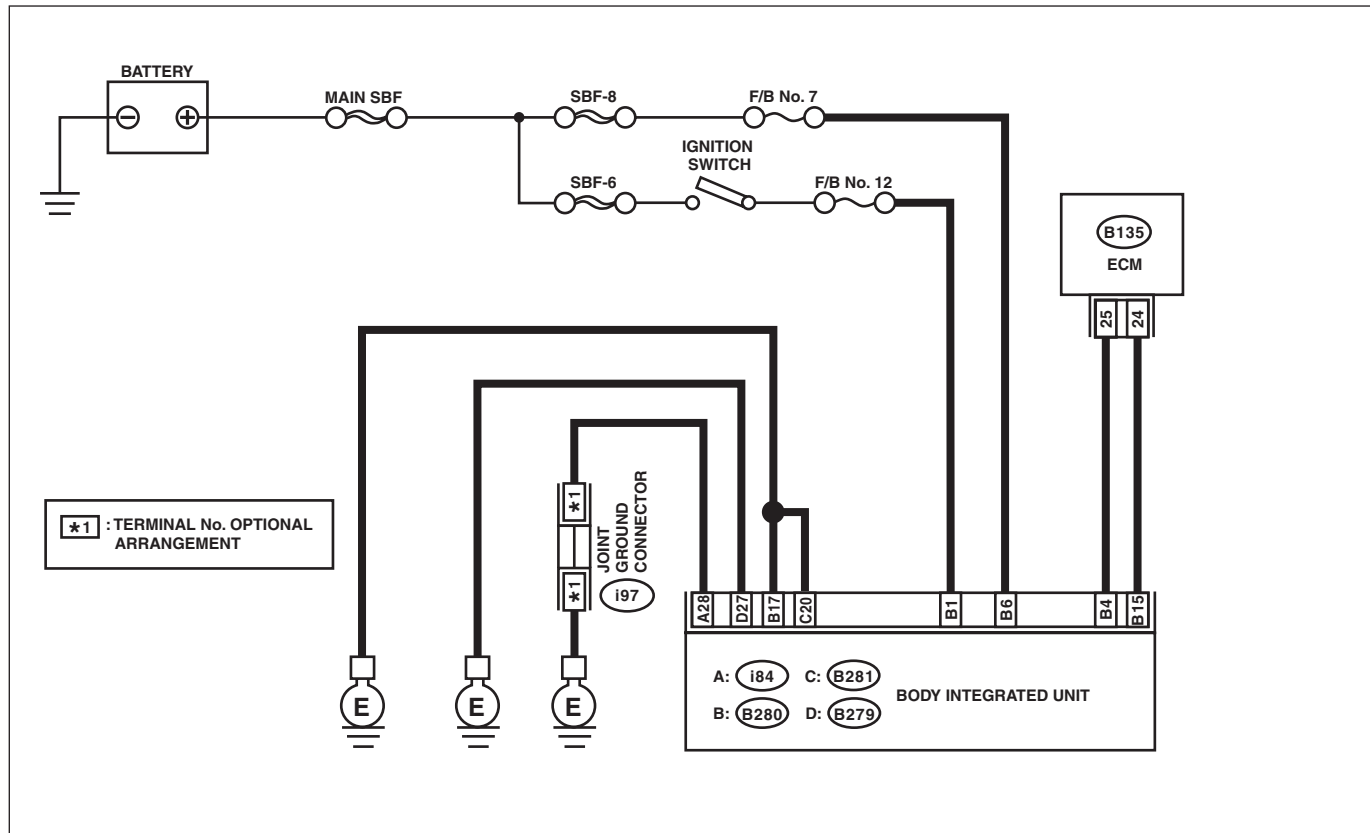 BATTERY
MAIN SBF
SBF-8
F/B No. 7
IGNITION
SWITCH
SBF-6
F/B No. 12
B135
ECM
25
24
*1 : TERMINAL No. OPTIONAL
ARRANGEMENT
*1
*1
JOINT
GROUND
CONNECTOR
i97
A28
D27
B17
C20
B1
B6
B4
B15
A: i84 C: B281
B: B280 D: B279
BODY INTEGRATED UNIT
E
E
E